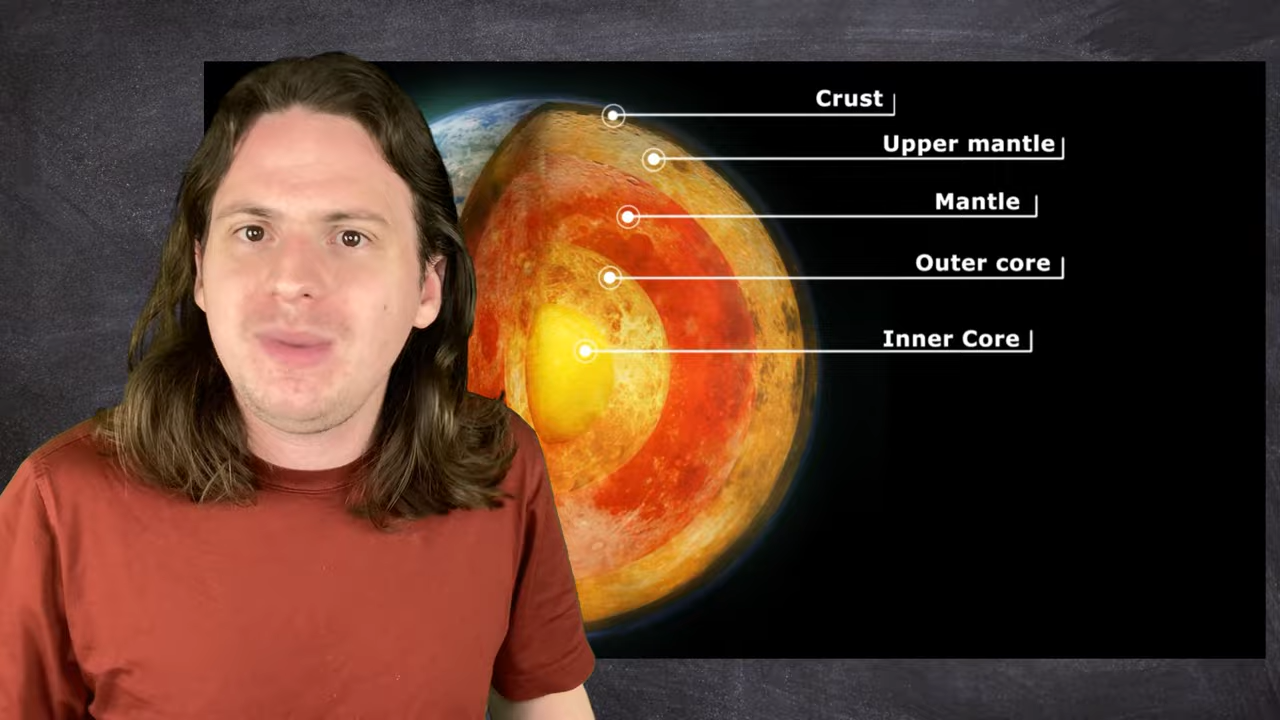 Crust
Upper mantle
Mantle
Outer core
Inner Core